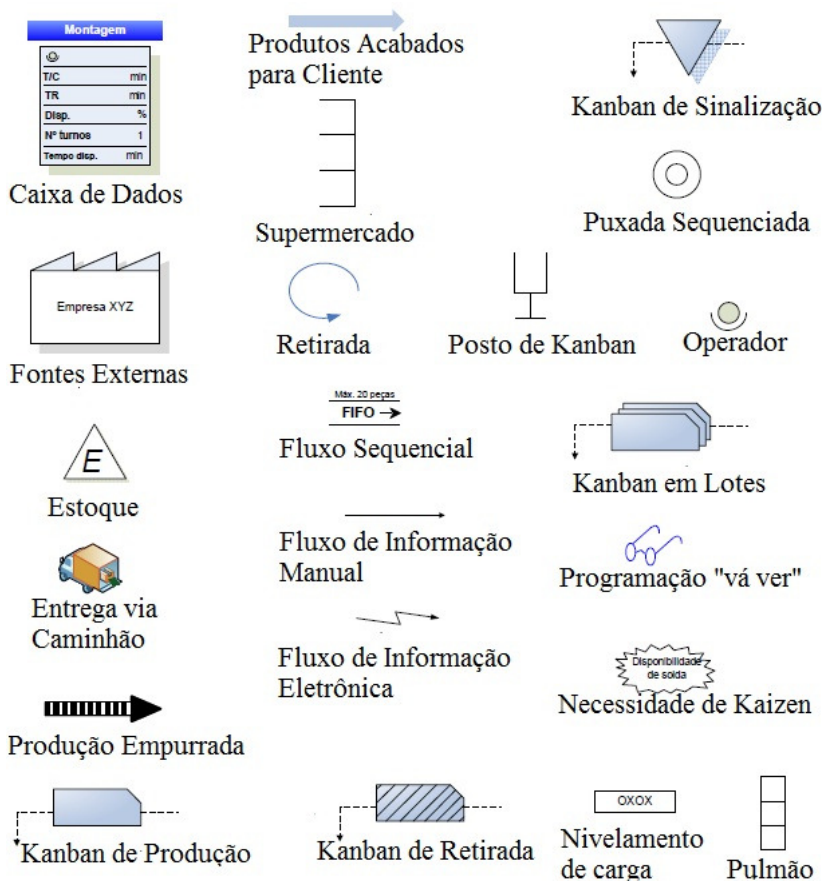 Montagem
T/C min
TR min
Disp. %
Nº turnos 1
Tempo disp. min
Caixa de Dados
Produtos Acabados
para Cliente
Kanban de Sinalização
Supermercado
Puxada Sequenciada
Empresa XYZ
Fontes Externas
Retirada
Posto de Kanban
Operador
Máx. 20 peças
FIFO
Fluxo Sequencial
E
Estoque
Kanban em Lotes
Fluxo de Informação
Manual
Programação "vá ver"
Entrega via
Caminhão
Fluxo de Informação
Eletrônica
Disponibilidade
de solda
Necessidade de Kaizen
Produção Empurrada
Kanban de Produção
Kanban de Retirada
OXOX
Nivelamento
de carga
Pulmão